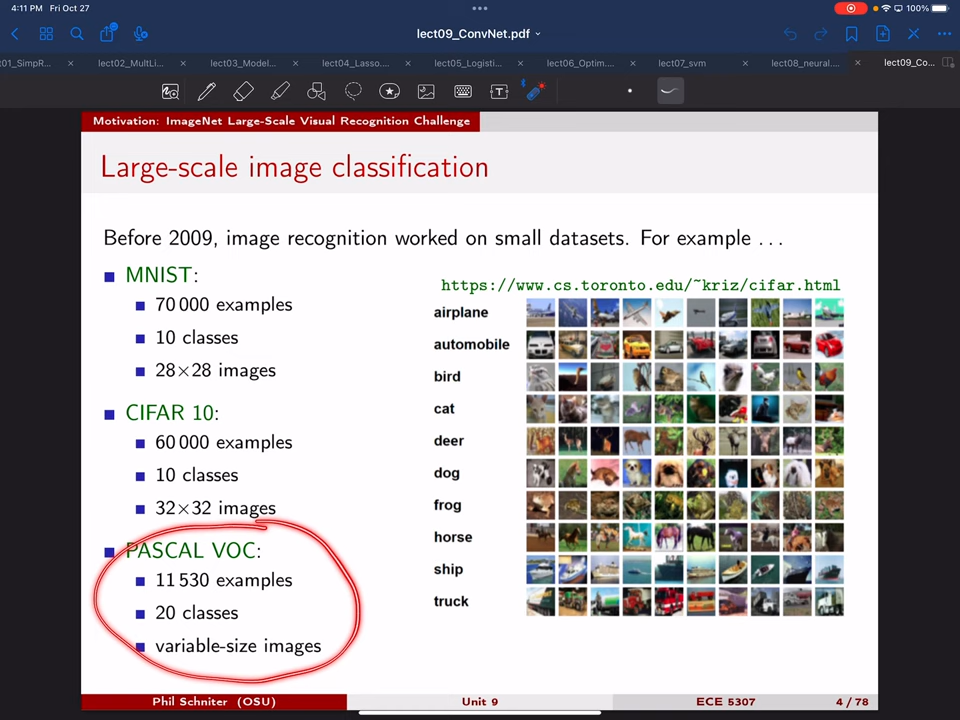 4:11 PM Fri Oct 27
100%
lect09_ConvNet.pdf
01_SimpR...
lect02_MultLi...
lect03_Model...
lect04_Lasso....
lect05_Logisti...
lect06_Optim....
lect07_svm
lect08_neural....
lect09_Co...
Motivation: ImageNet Large-Scale Visual Recognition Challenge
Large-scale image classification
Before 2009, image recognition worked on small datasets. For example ...
MNIST:
70 000 examples
10 classes
28×28 images
CIFAR 10:
60 000 examples
10 classes
32×32 images
PASCAL VOC:
11 530 examples
20 classes
variable-size images
https://www.cs.toronto.edu/~kriz/cifar.html
airplane
automobile
bird
cat
deer
dog
frog
horse
ship
truck
Phil Schniter (OSU)
Unit 9
ECE 5307
4 / 78